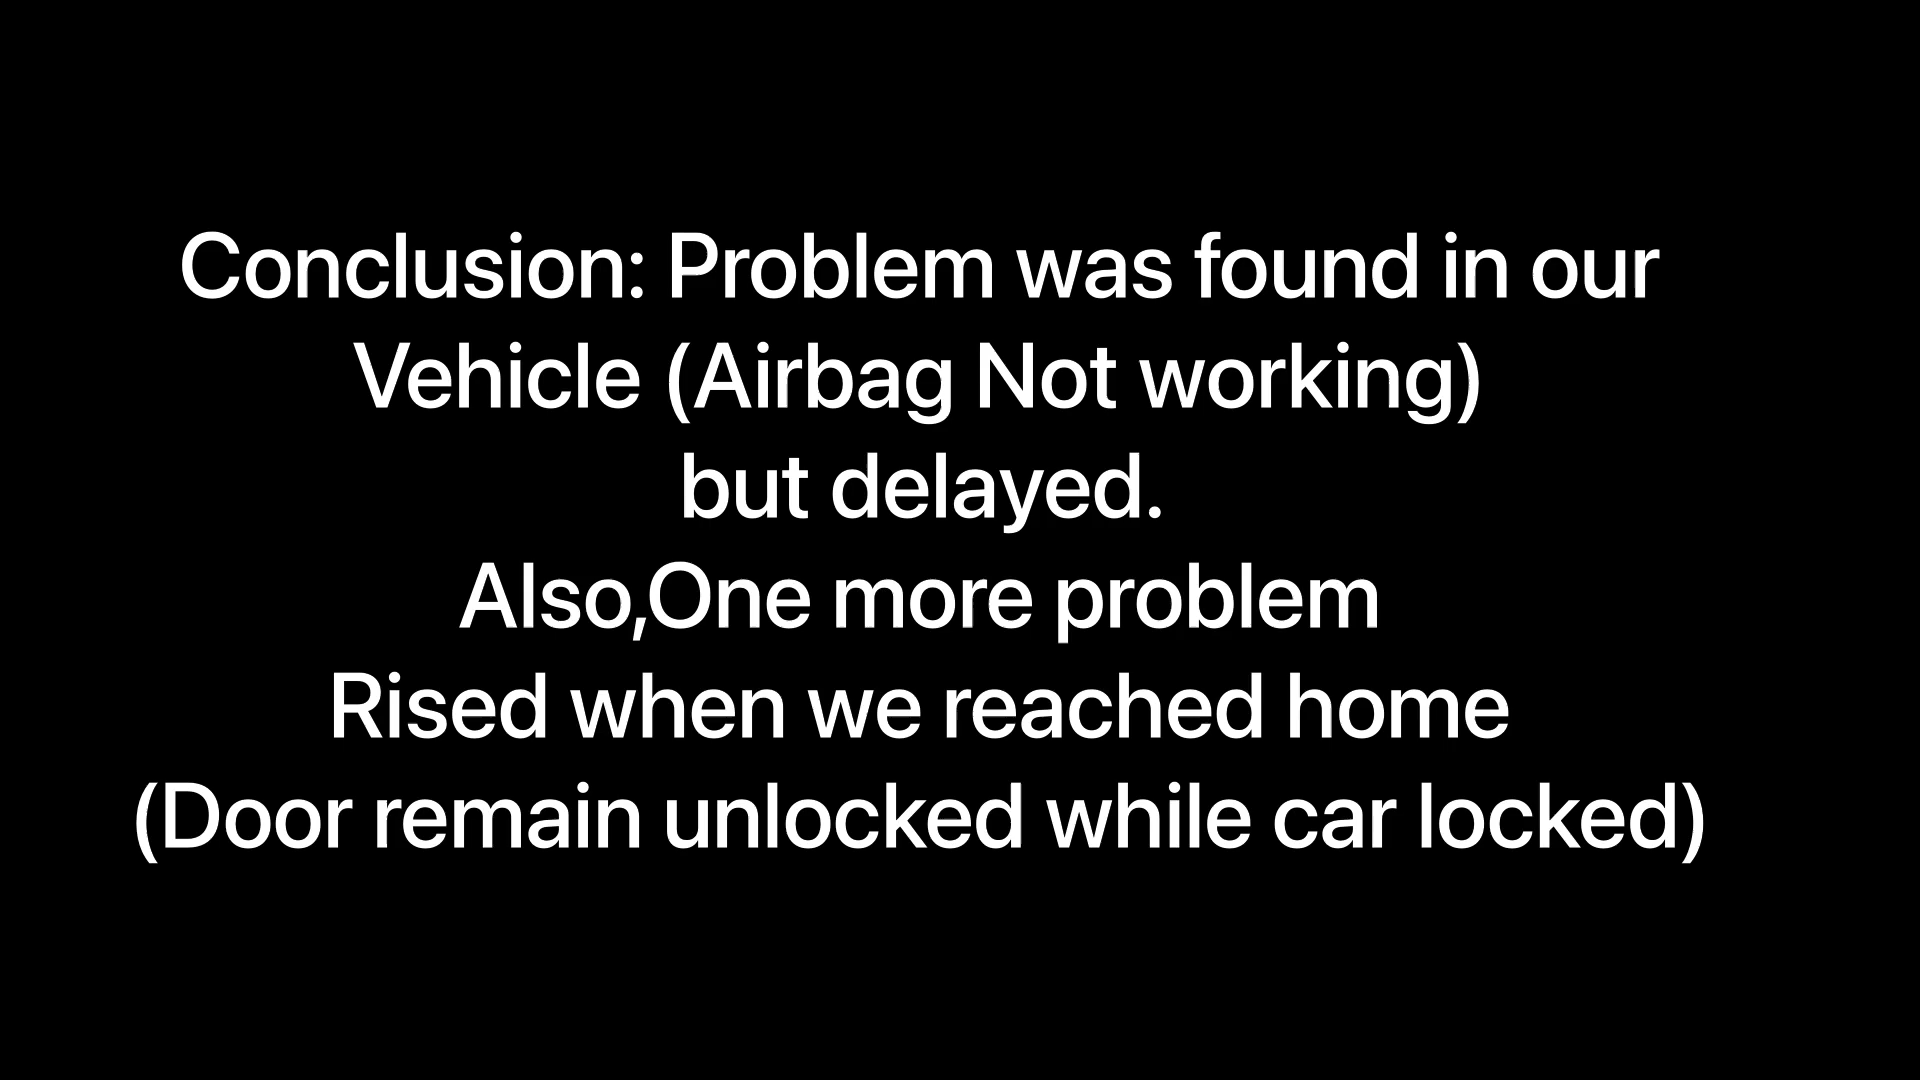 Conclusion: Problem was found in our
Vehicle (Airbag Not working)
but delayed.
Also,One more problem
Rised when we reached home
(Door remain unlocked while car locked)